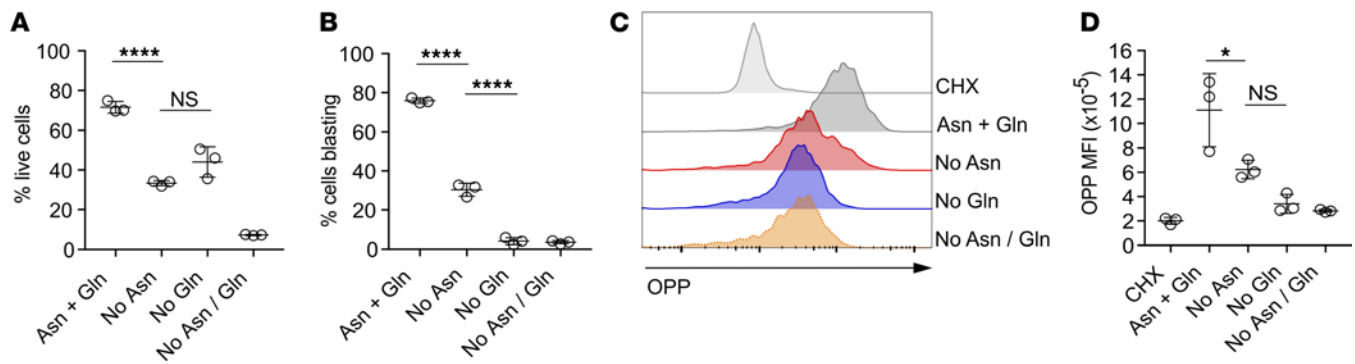 A
% live cells
100
80
60
40
20
0
****
NS
Asn + Gln
No Asn
No Gln
No Asn / Gln
B
% cells blasting
100
80
60
40
20
0
****
****
Asn + Gln
No Asn
No Gln
No Asn / Gln
C
CHX
Asn + Gln
No Asn
No Gln
No Asn / Gln
OPP
D
OPP MFI (x10-5)
16
14
12
10
8
6
4
2
0
*
NS
CHX
Asn + Gln
No Asn
No Gln
No Asn / Gln